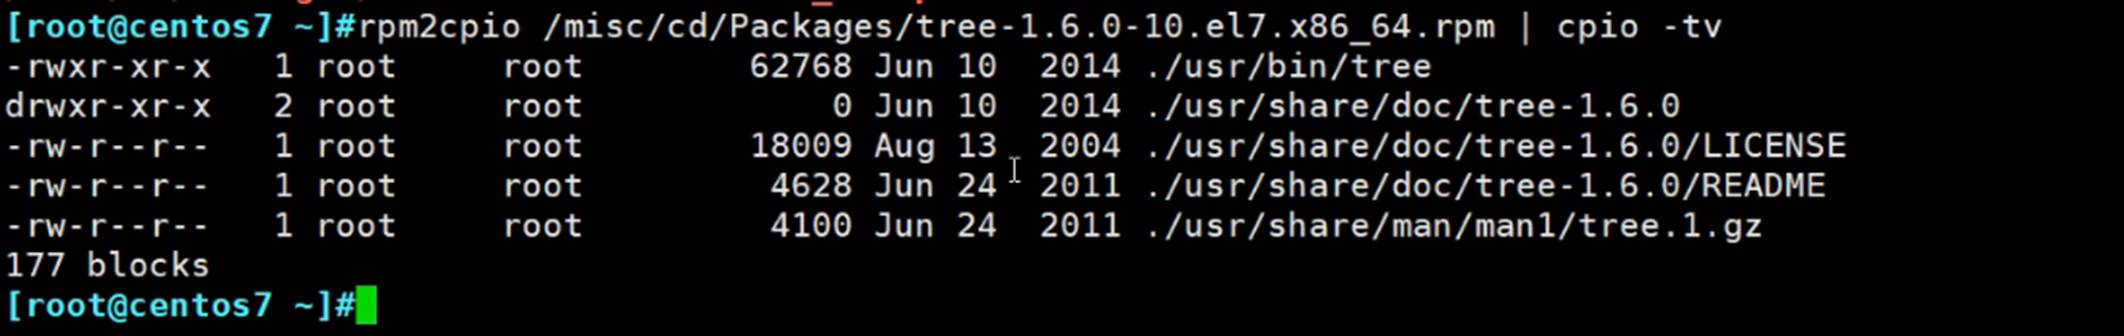 [root@centos7 ~]#rpm2cpio /misc/cd/Packages/tree-1.6.0-10.el7.x86_64.rpm | cpio -tv
-rwxr-xr-x   1 root     root        62768 Jun 10  2014 ./usr/bin/tree
drwxr-xr-x   2 root     root            0 Jun 10  2014 ./usr/share/doc/tree-1.6.0
-rw-r--r--   1 root     root        18009 Aug 13  2004 ./usr/share/doc/tree-1.6.0/LICENSE
-rw-r--r--   1 root     root         4628 Jun 24  2011 ./usr/share/doc/tree-1.6.0/README
-rw-r--r--   1 root     root         4100 Jun 24  2011 ./usr/share/man/man1/tree.1.gz
177 blocks
[root@centos7 ~]#